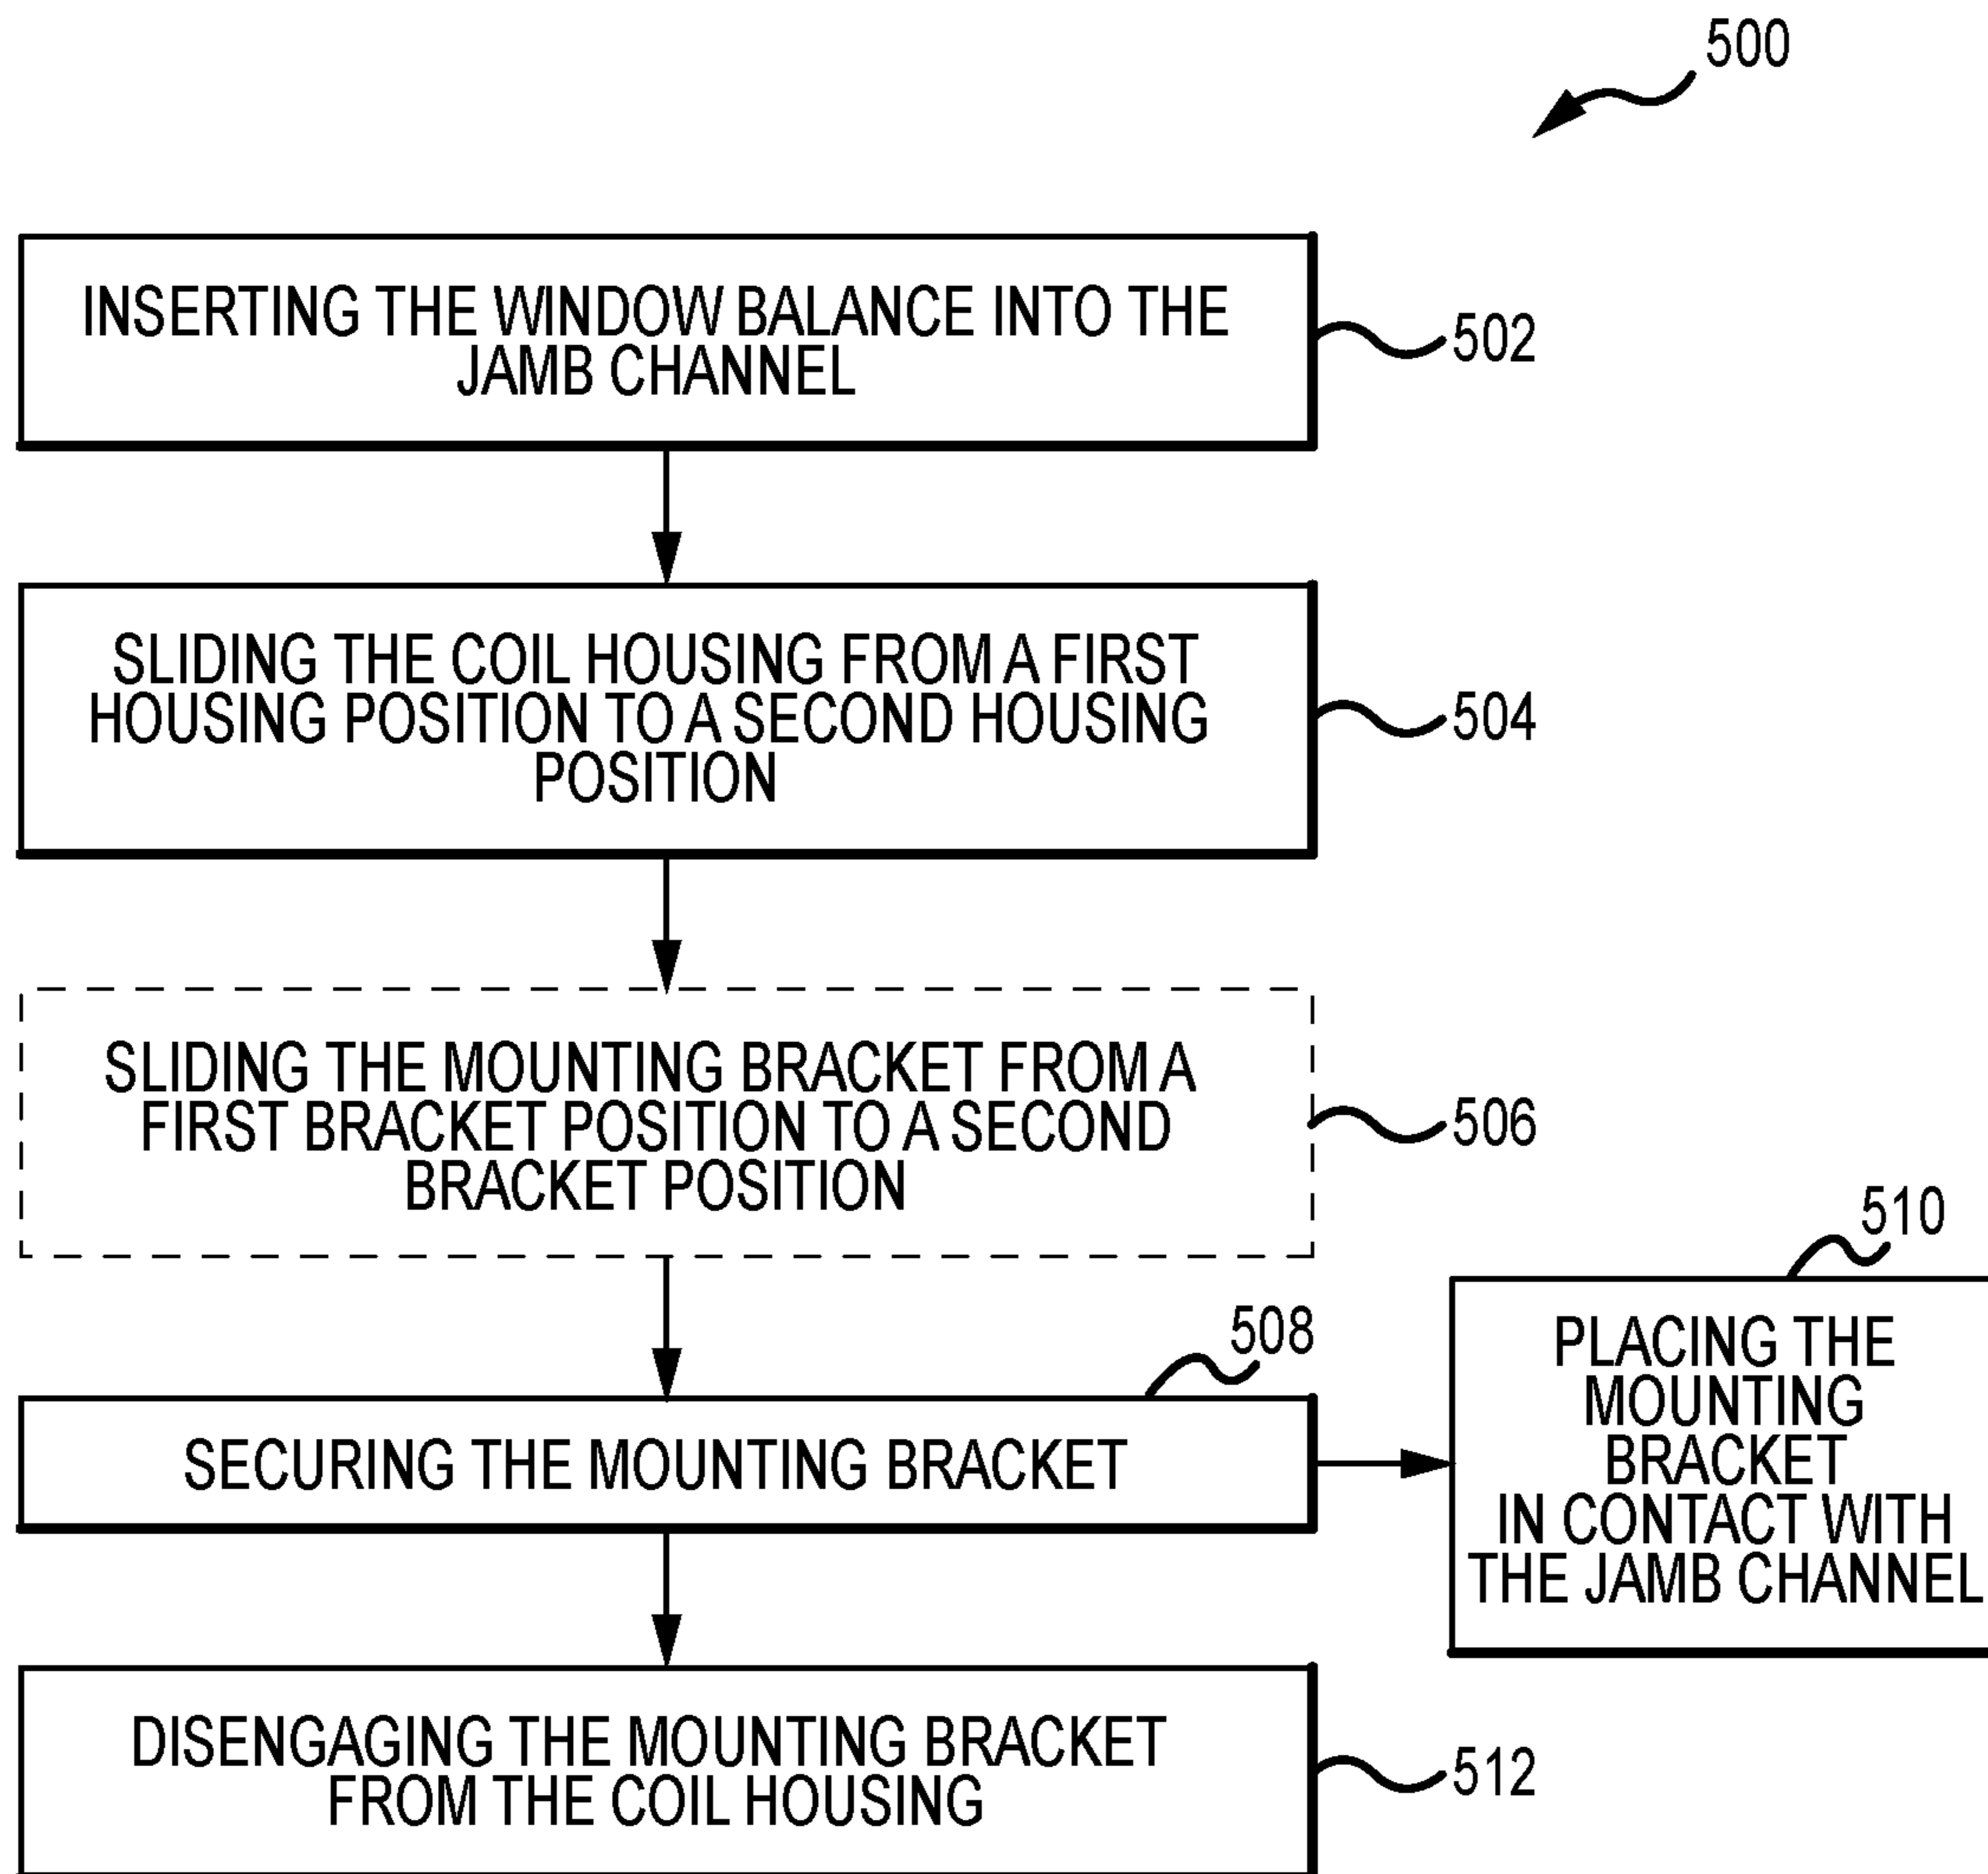 500
INSERTING THE WINDOW BALANCE INTO THE
JAMB CHANNEL
502
SLIDING THE COIL HOUSING FROM A FIRST
HOUSING POSITION TO A SECOND HOUSING
POSITION
504
SLIDING THE MOUNTING BRACKET FROM A
FIRST BRACKET POSITION TO A SECOND
BRACKET POSITION
506
508
SECURING THE MOUNTING BRACKET
510
PLACING THE
MOUNTING
BRACKET
IN CONTACT WITH
THE JAMB CHANNEL
DISENGAGING THE MOUNTING BRACKET
FROM THE COIL HOUSING
512